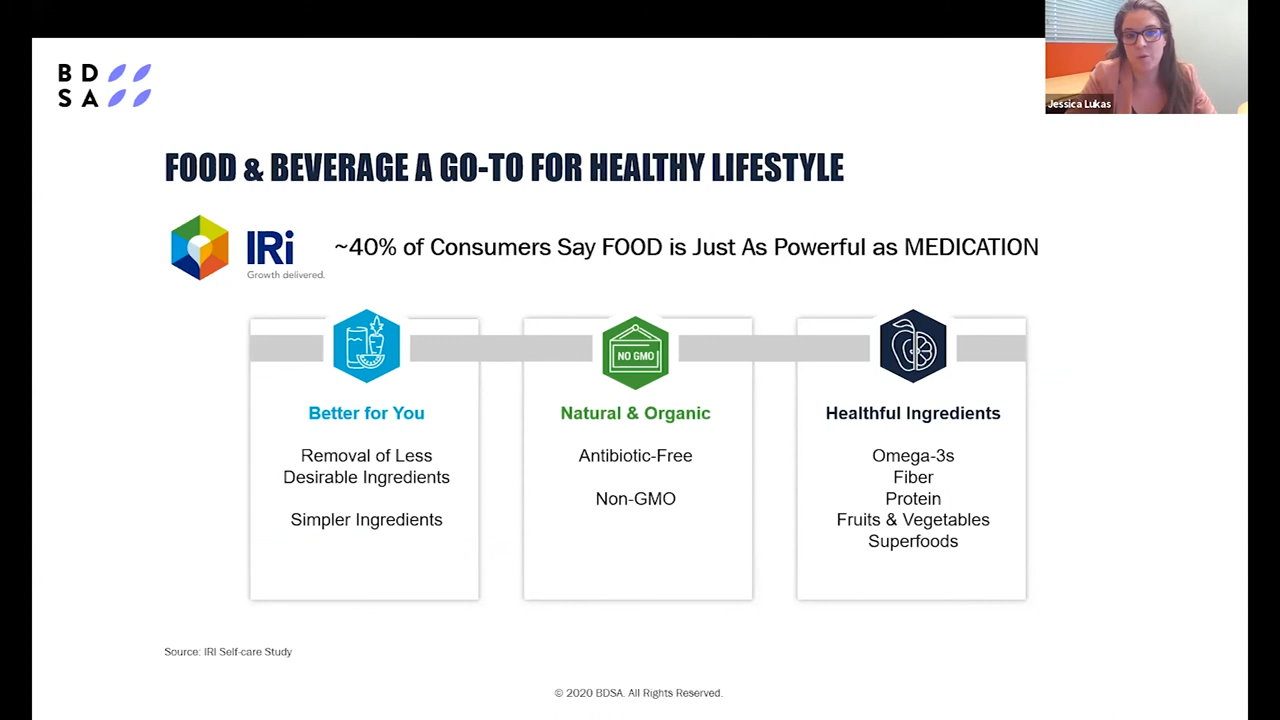 BD
SA
Jessica Lukas
FOOD & BEVERAGE A GO-TO FOR HEALTHY LIFESTYLE
IRi
Growth delivered.
~40% of Consumers Say FOOD is Just As Powerful as MEDICATION
Better for You
Removal of Less
Desirable Ingredients
Simpler Ingredients
NO GMO
Natural & Organic
Antibiotic-Free
Non-GMO
Healthful Ingredients
Omega-3s
Fiber
Protein
Fruits & Vegetables
Superfoods
Source: IRI Self-care Study
© 2020 BDSA. All Rights Reserved.